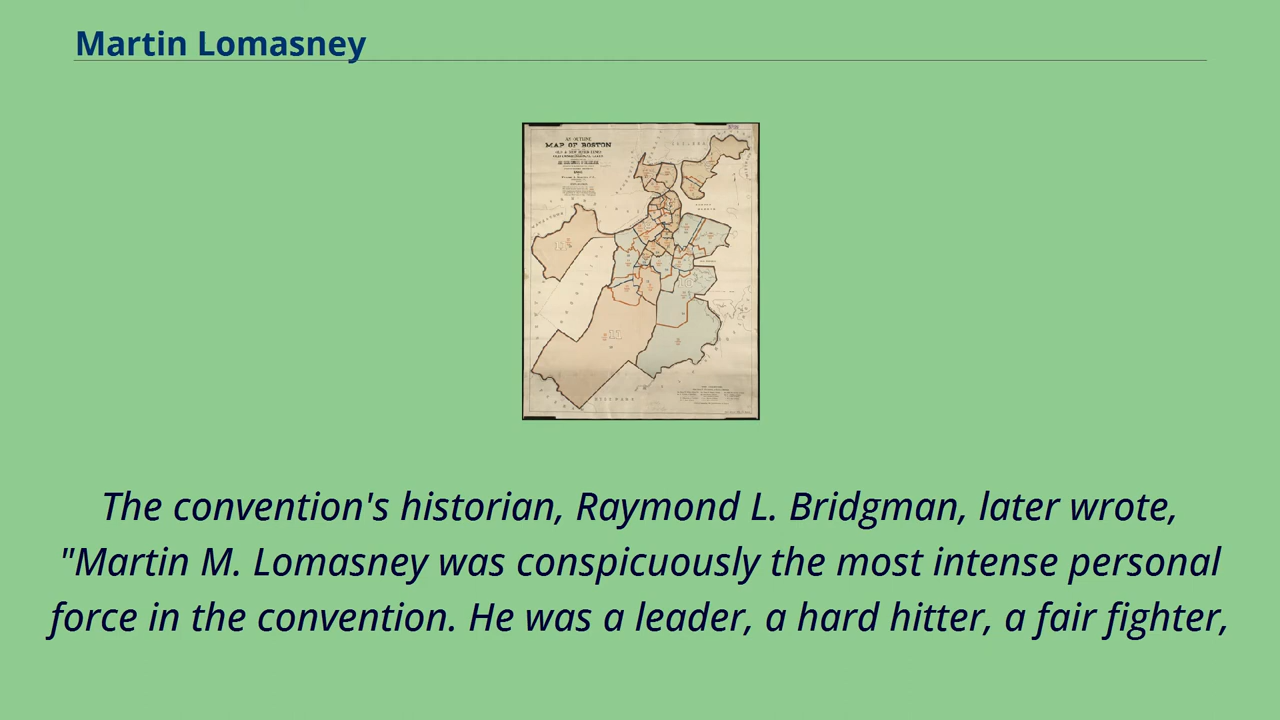 Martin Lomasney
MAP OF BOSTON
11
The convention's historian, Raymond L. Bridgman, later wrote,
"Martin M. Lomasney was conspicuously the most intense personal
force in the convention. He was a leader, a hard hitter, a fair fighter,